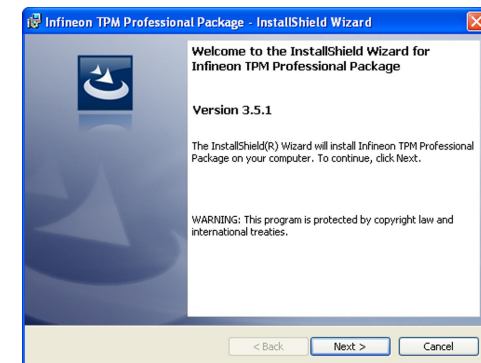 Infineon TPM Professional Package - InstallShield Wizard
Welcome to the InstallShield Wizard for
Infineon TPM Professional Package
Version 3.5.1
The InstallShield(R) Wizard will install Infineon TPM Professional
Package on your computer. To continue, click Next.
WARNING: This program is protected by copyright law and
international treaties.
< Back Next > Cancel